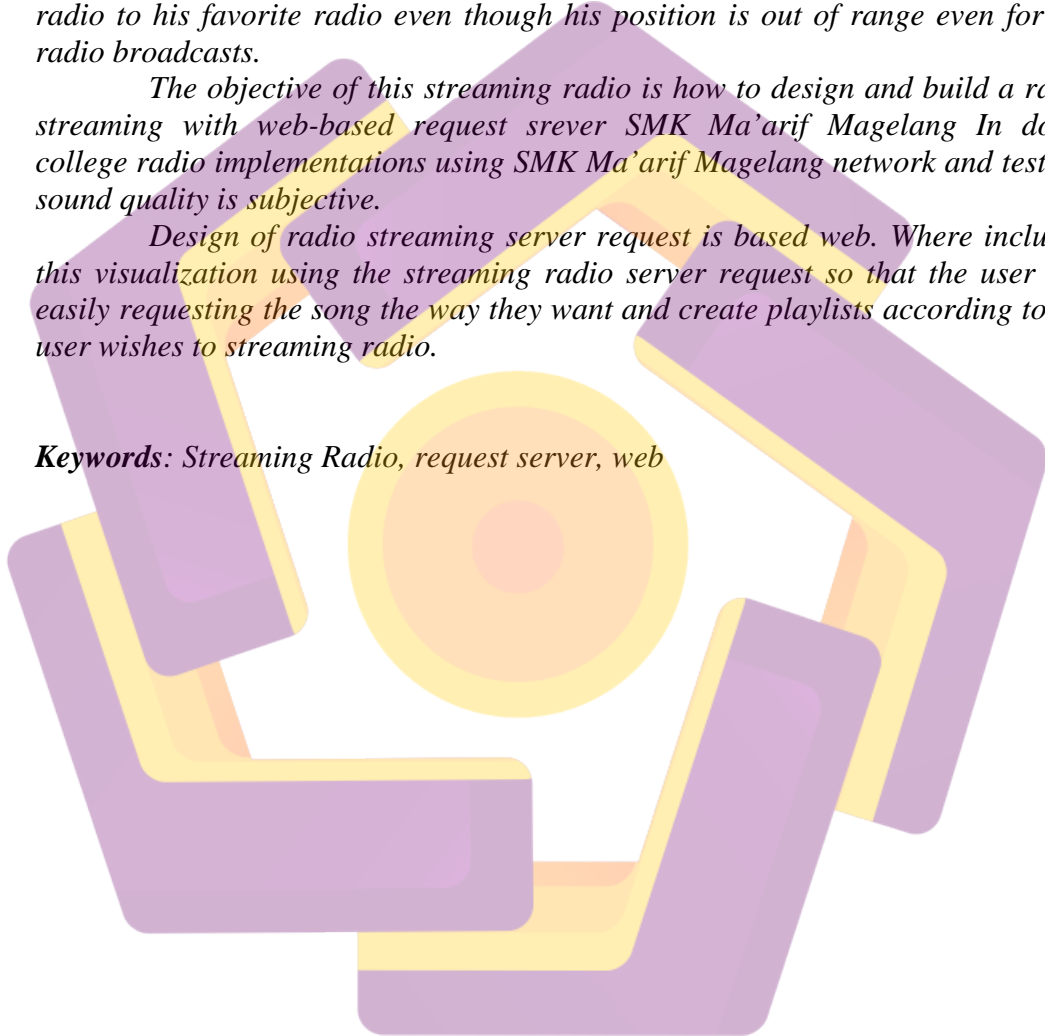 radio to his favorite radio even though his position is out of range even for
radio broadcasts.
The objective of this streaming radio is how to design and build a ra
streaming with web-based request srever SMK Ma'arif Magelang In do
college radio implementations using SMK Ma'arif Magelang network and test
sound quality is subjective.
Design of radio streaming server request is based web. Where inclu
this visualization using the streaming radio server request so that the user
easily requesting the song the way they want and create playlists according to
user wishes to streaming radio.
Keywords: Streaming Radio, request server, web